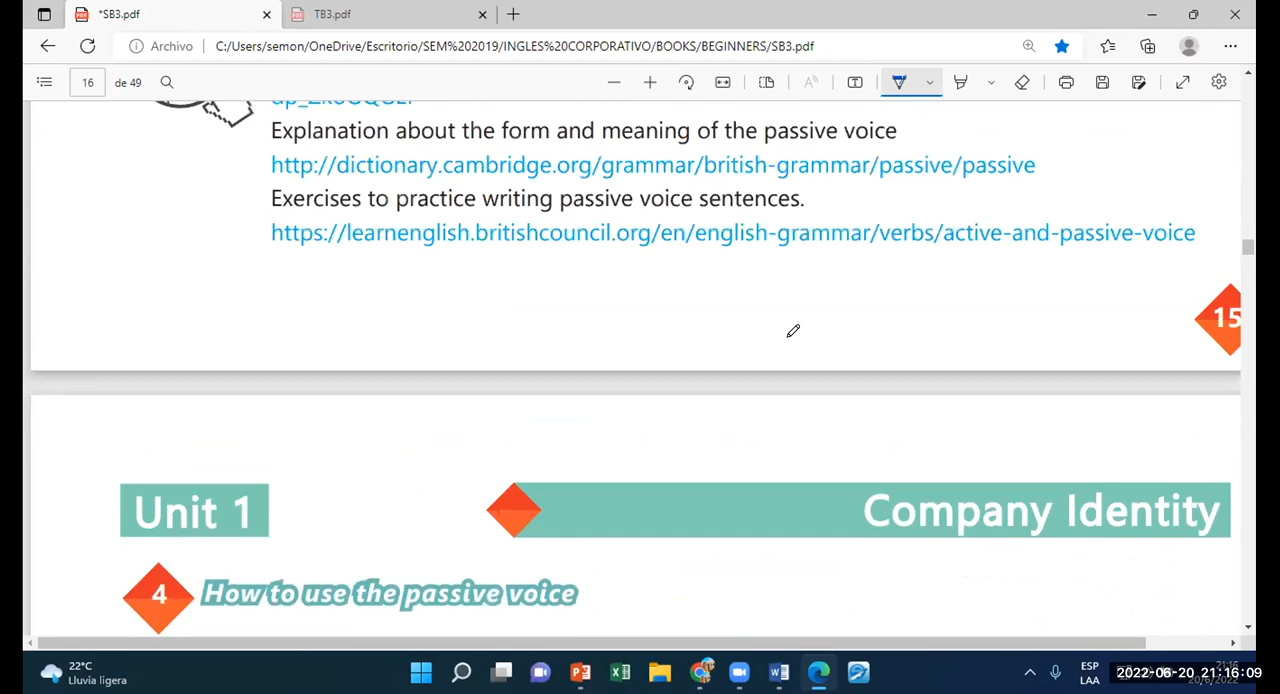 *SB3.pdf
TB3.pdf
Archivo
C:/Users/semon/OneDrive/Escritorio/SEM%202019/INGLES%20CORPORATIVO/BOOKS/BEGINNERS/SB3.pdf
16 de 49
Explanation about the form and meaning of the passive voice
http://dictionary.cambridge.org/grammar/british-grammar/passive/passive
Exercises to practice writing passive voice sentences.
https://learnenglish.britishcouncil.org/en/english-grammar/verbs/active-and-passive-voice
15
Unit 1
Company Identity
4 How to use the passive voice
22°C
Lluvia ligera
ESP
LAA
2022-06-20 21:16:09